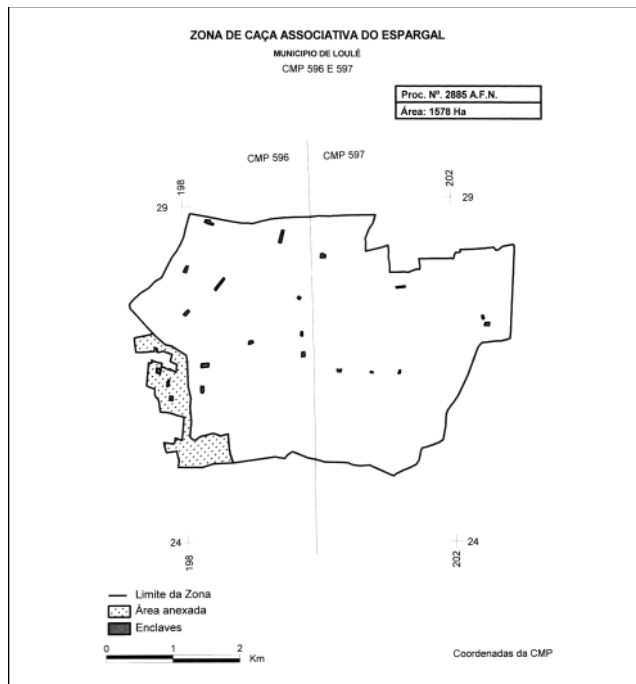 ZONA DE CAÇA ASSOCIATIVA DO ESPARGAL
MUNICIPIO DE LOULÉ
CMP 596 E 597
Proc. Nº. 2885 A.F.N.
Área: 1578 Ha
CMP 596
CMP 597
198
202
29
29
24
24
198
202
Limite da Zona
Área anexada
Enclaves
0 1 2
Km
Coordenadas da CMP